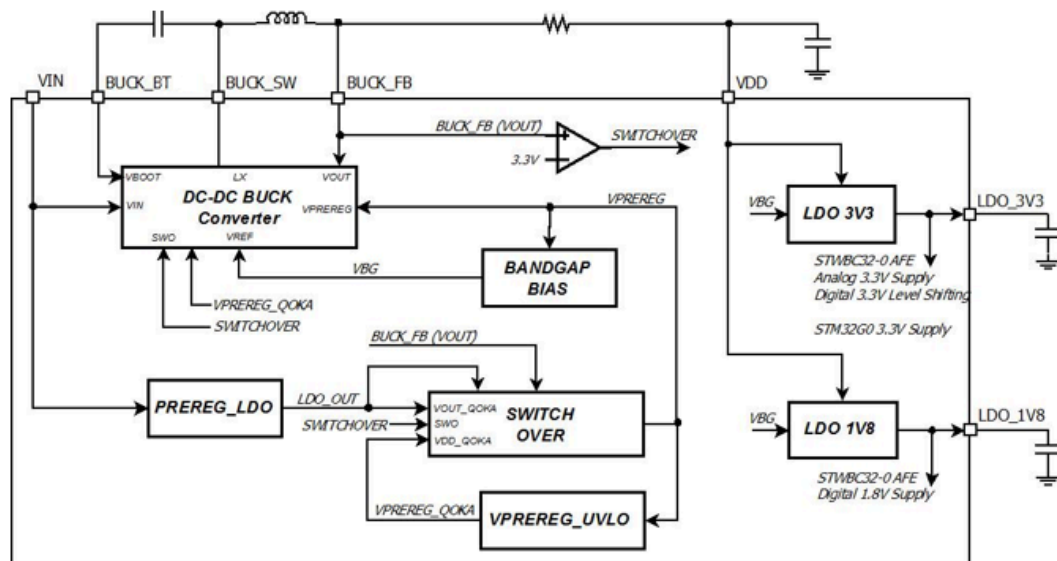 VIN
BUCK_BT
BUCK_SW
BUCK_FB
VDD
BUCK_FB (VOUT)
SWITCHOVER
3.3V
VBOOT
LX
VOUT
DC-DC BUCK
Converter
VIN
VPREREG
SWO
VREF
VPREREG
VBG
BANDGAP
BIAS
VPREREG_QOKA
SWITCHOVER
VBG
LDO 3V3
LDO_3V3
STWBC32-0 AFE
Analog 3.3V Supply
Digital 3.3V Level Shifting
STM32G0 3.3V Supply
BUCK_FB (VOUT)
PREREG_LDO
LDO_OUT
SWITCHOVER
VOUT_QOKA
SWO
VDD_QOKA
SWITCH
OVER
VPREREG_QOKA
VPREREG_UVLO
VBG
LDO 1V8
LDO_1V8
STWBC32-0 AFE
Digital 1.8V Supply